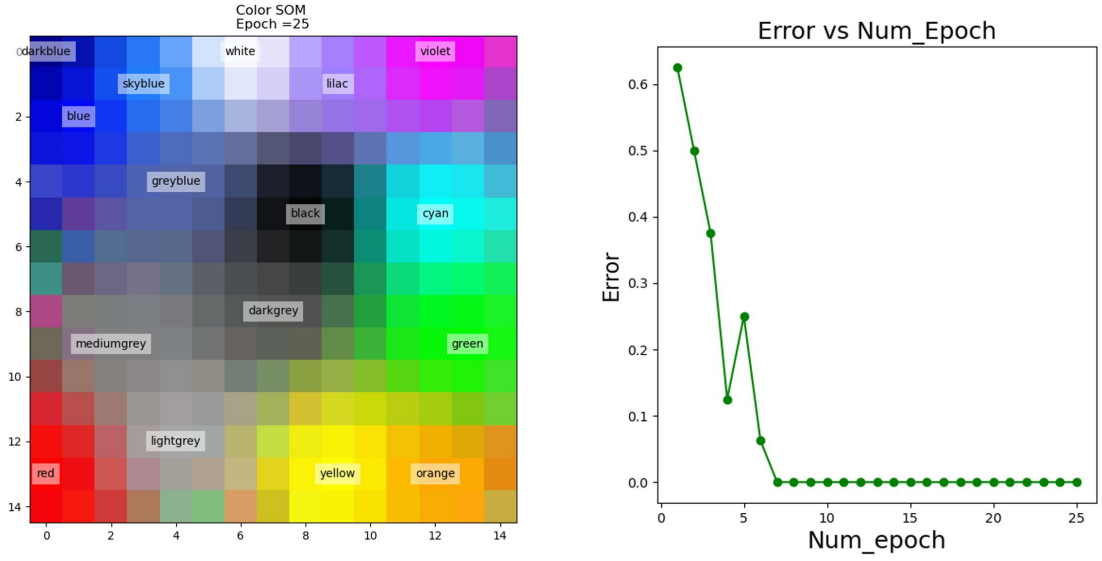 Color SOM
Epoch =25
0
darkblue
white
violet
skyblue
lilac
2
blue
4
greyblue
black
cyan
6
8
darkgrey
mediumgrey
green
10
12
lightgrey
red
yellow
orange
14
0 2 4 6 8 10 12 14
Error vs Num_Epoch
Error
0.6
0.5
0.4
0.3
0.2
0.1
0.0
0 5 10 15 20 25
Num_epoch